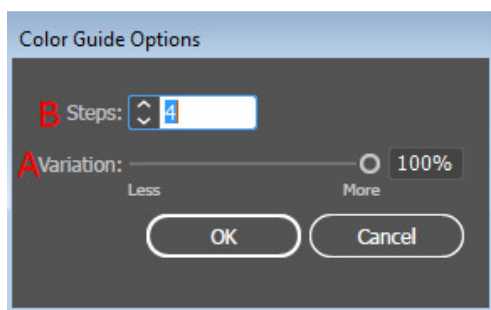 Color Guide Options
B Steps: 4
A Variation: 100%
Less More
OK Cancel